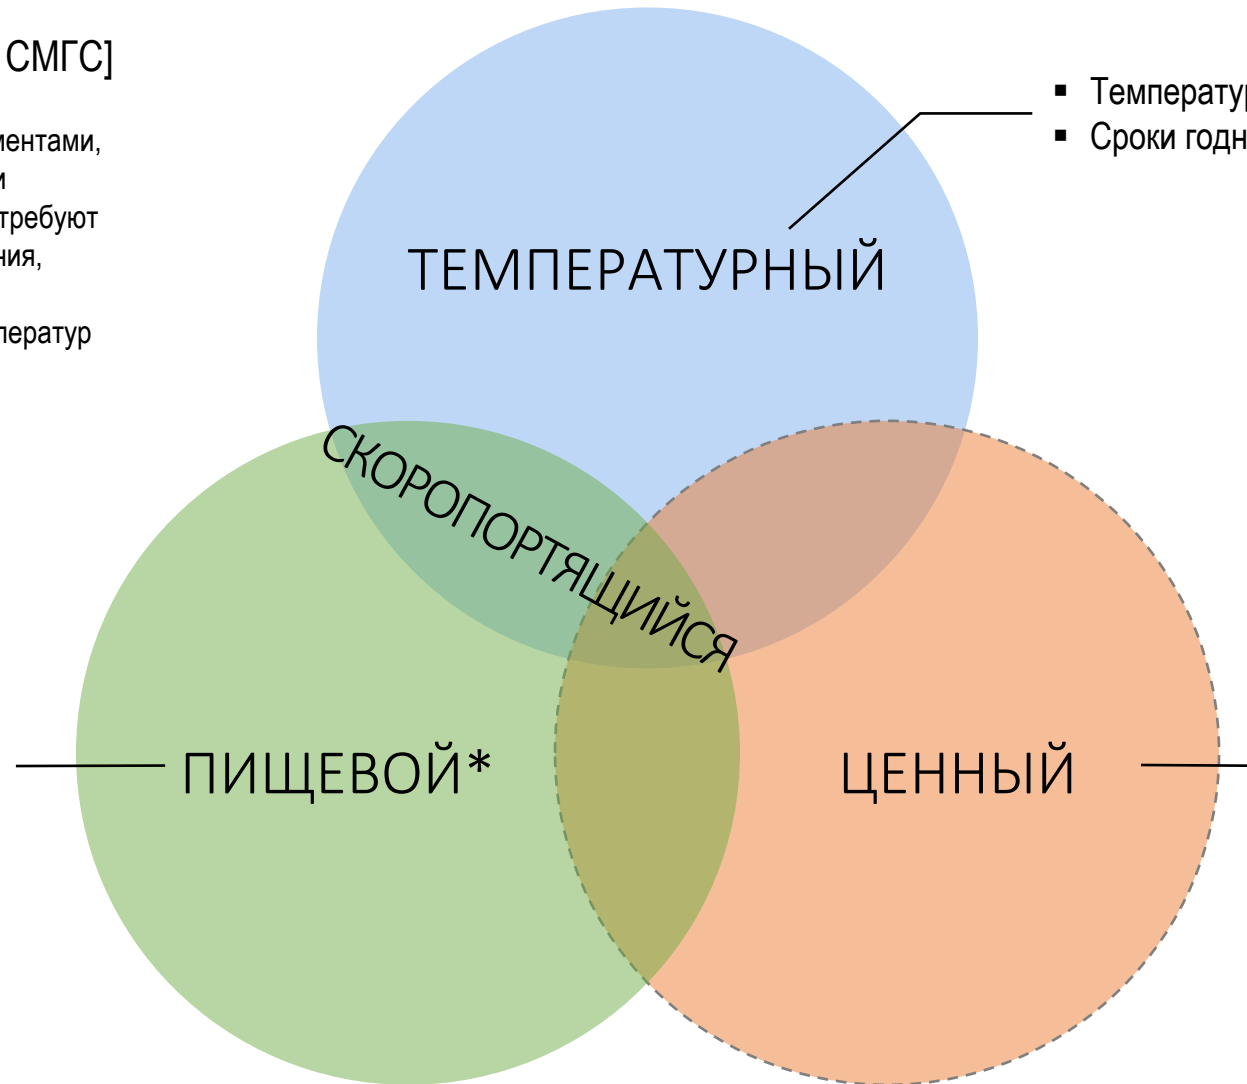 СМГС]
ментами,
и
требуют
ния,
ператур
▪ Температур
▪ Сроки годн
ТЕМПЕРАТУРНЫЙ
СКОРОПОРТЯЩИЙСЯ
ПИЩЕВОЙ*
ЦЕННЫЙ